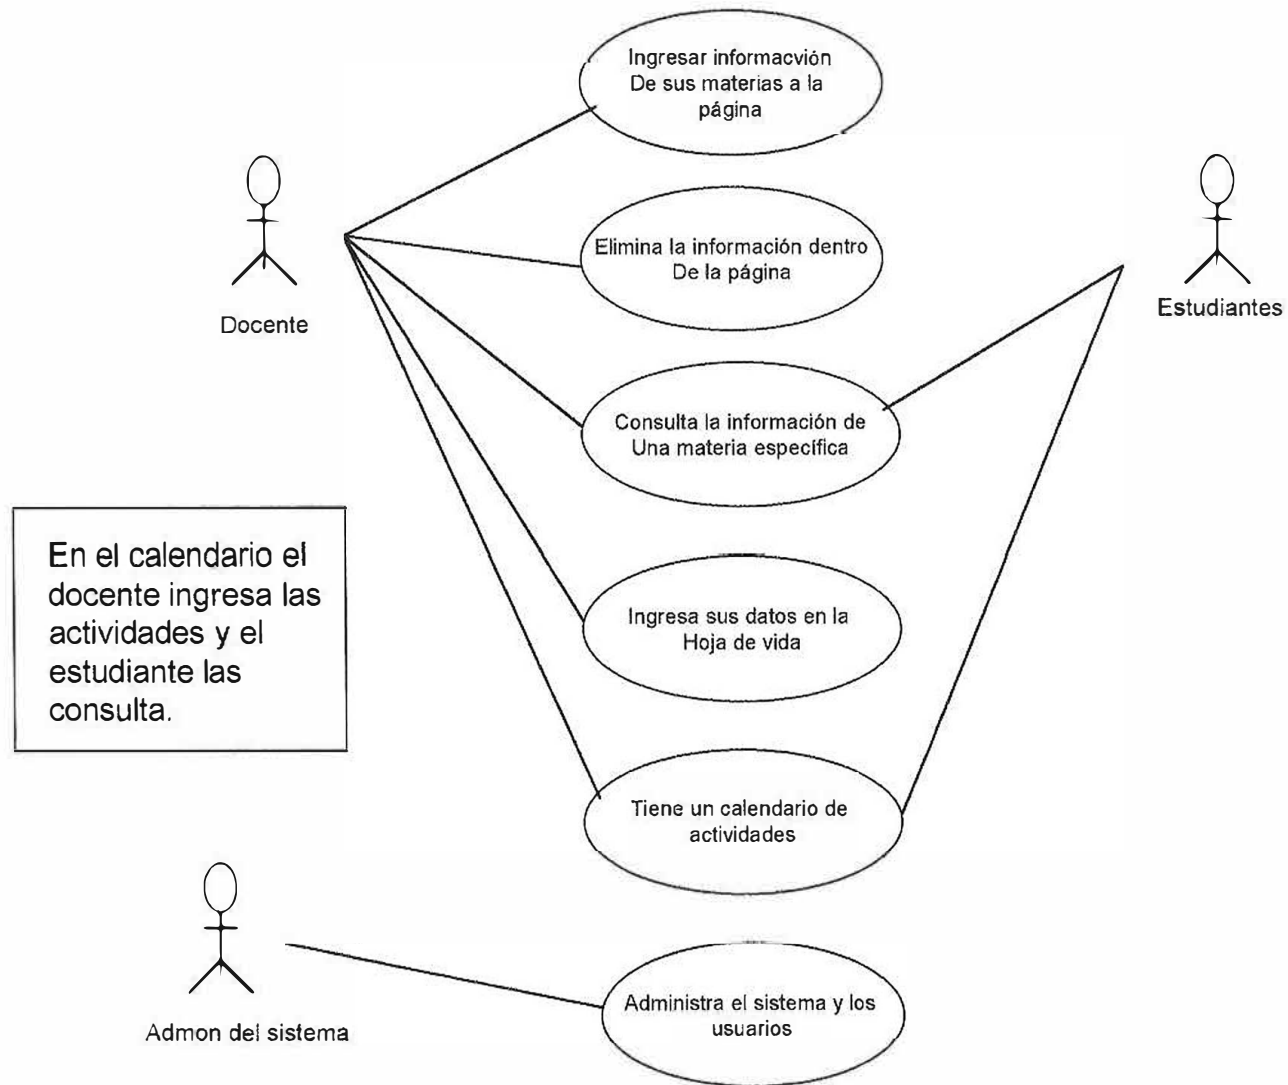 Ingresar informacvión
De sus materias a la
página
Elimina la información dentro
De la página
Docente
Estudiantes
Consulta la información de
Una materia específica
En el calendario el
docente ingresa las
actividades y el
estudiante las
consulta.
Ingresa sus datos en la
Hoja de vida
Tiene un calendario de
actividades
Admon del sistema
Administra el sistema y los
usuarios